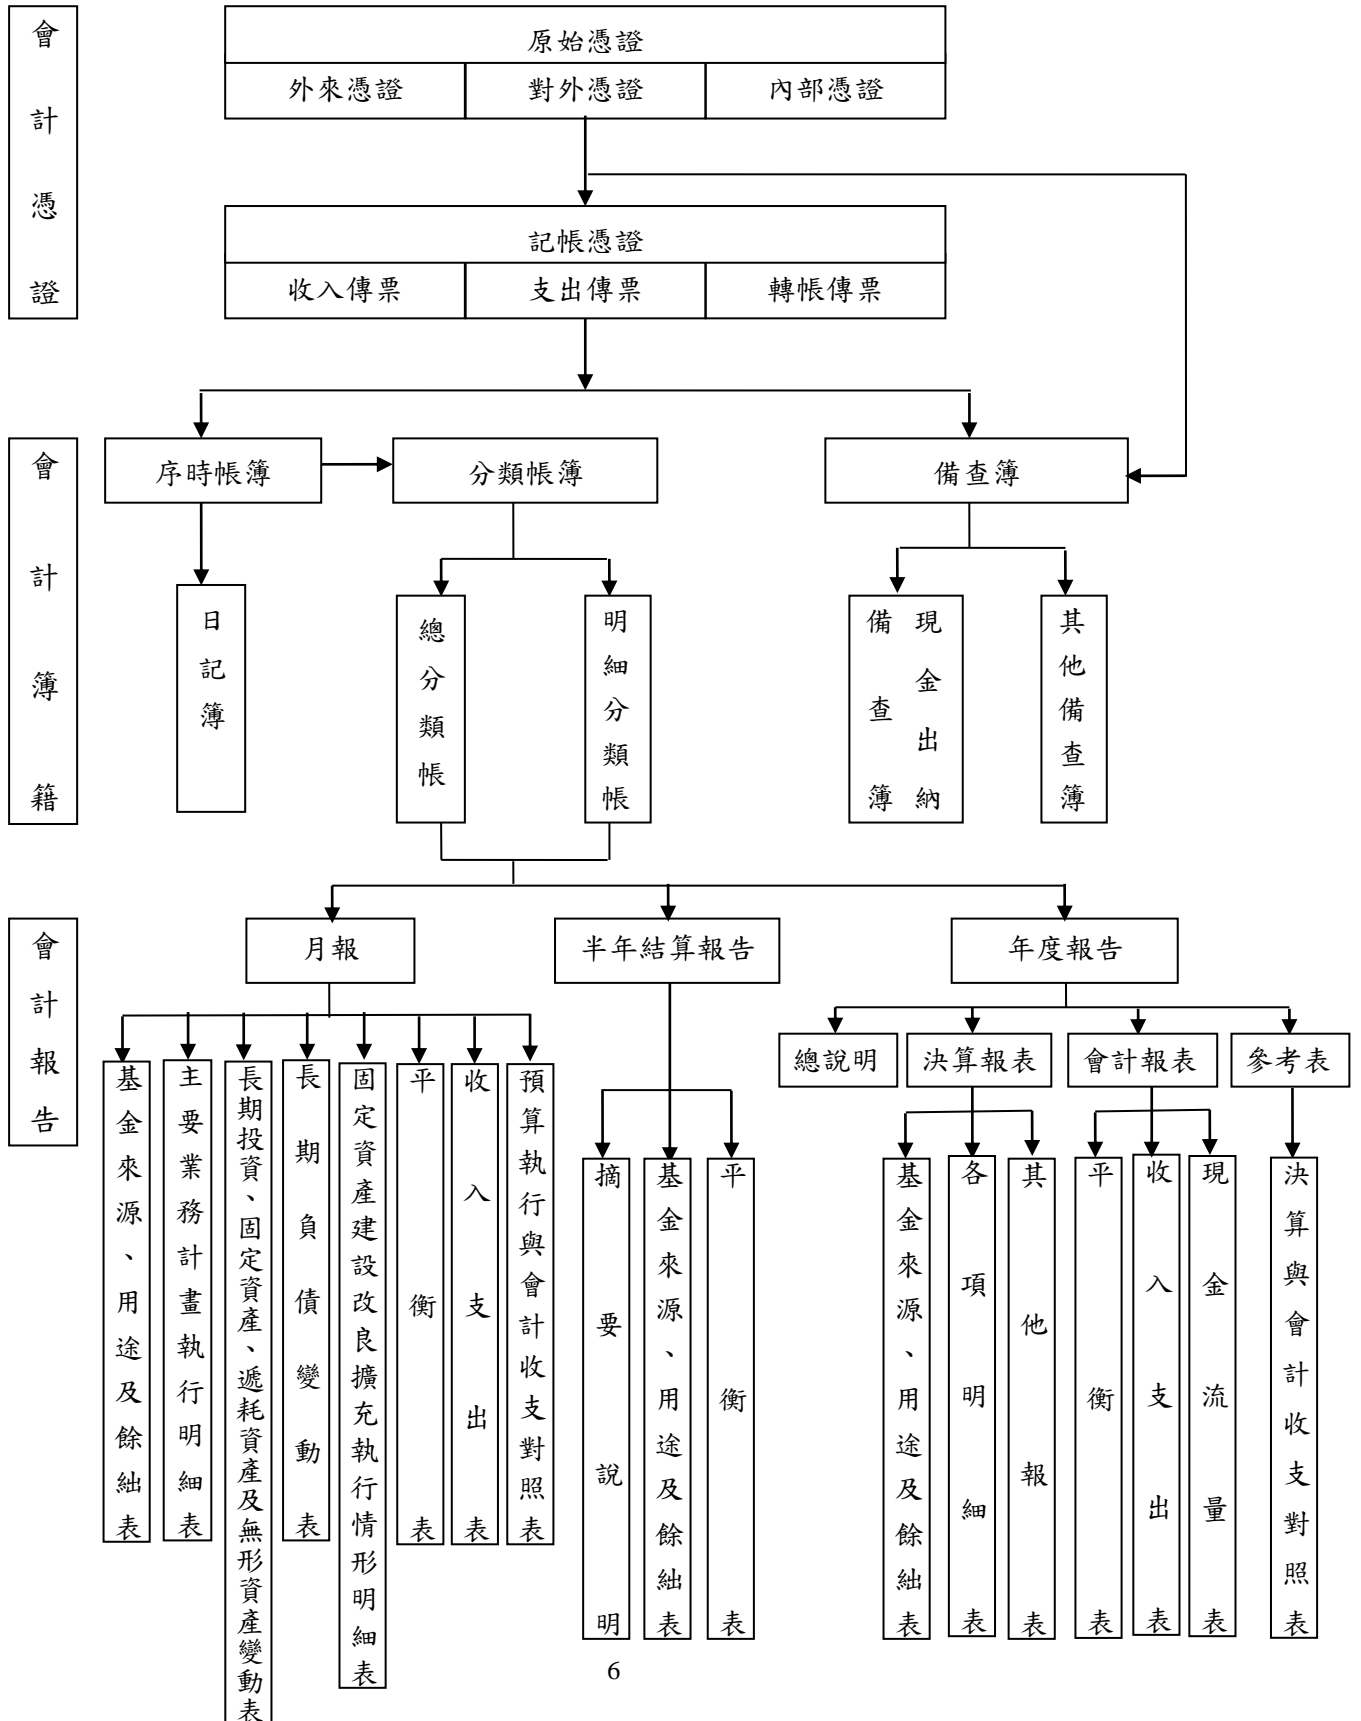 會計憑證
原始憑證
外來憑證
對外憑證
內部憑證
記帳憑證
收入傳票
支出傳票
轉帳傳票
會計簿籍
序時帳簿
分類帳簿
備查簿
日記簿
總分類帳
明細分類帳
現金出納
備查簿
其他備查簿
會計報告
月報
半年結算報告
年度報告
總說明
決算報表
會計報表
參考表
基金來源、用途及餘絀表
主要業務計畫執行明細表
長期投資、固定資產、遞耗資產及無形資產變動表
長期負債變動表
固定資產建設改良擴充執行情形明細表
平衡表
收入支出表
預算執行與會計收支對照表
摘要說明
基金來源、用途及餘絀表
平衡表
基金來源、用途及餘絀表
各項明細表
其他報表
平衡表
收入支出表
現金流量表
決算與會計收支對照表
6